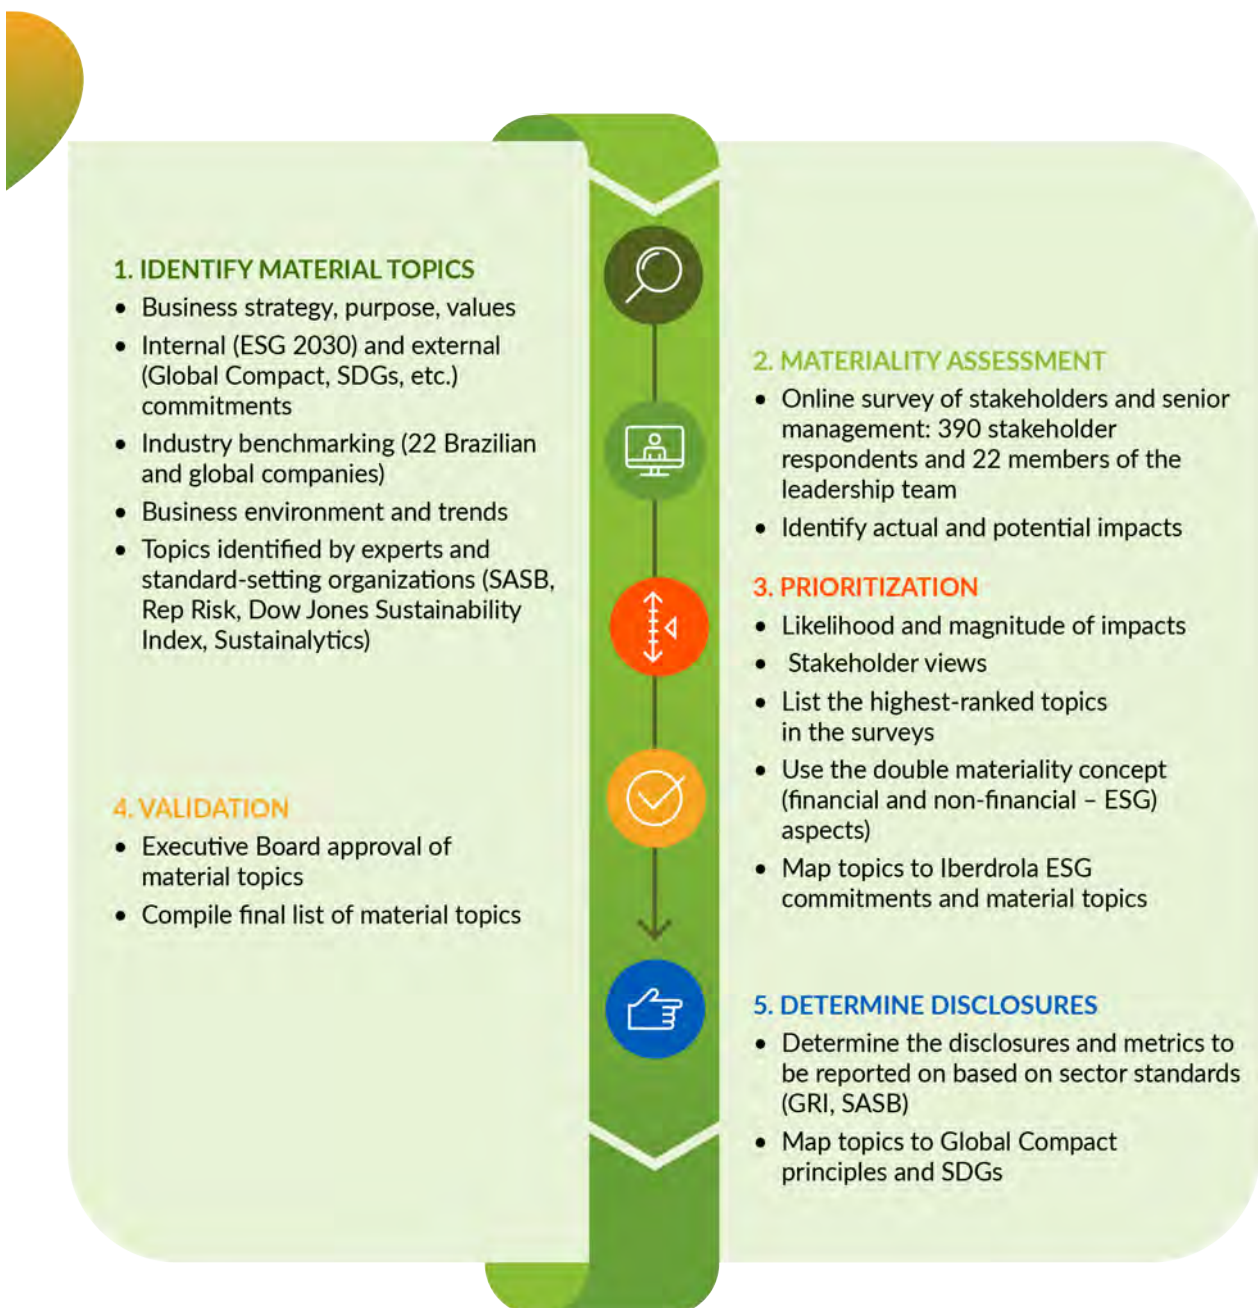 1. IDENTIFY MATERIAL TOPICS
• Business strategy, purpose, values
• Internal (ESG 2030) and external
(Global Compact, SDGs, etc.)
commitments
• Industry benchmarking (22 Brazilian
and global companies)
• Business environment and trends
• Topics identified by experts and
standard-setting organizations (SASB,
Rep Risk, Dow Jones Sustainability
Index, Sustainalytics)
2. MATERIALITY ASSESSMENT
• Online survey of stakeholders and senior
management: 390 stakeholder
respondents and 22 members of the
leadership team
• Identify actual and potential impacts
3. PRIORITIZATION
• Likelihood and magnitude of impacts
• Stakeholder views
• List the highest-ranked topics
in the surveys
• Use the double materiality concept
(financial and non-financial – ESG)
aspects)
• Map topics to Iberdrola ESG
commitments and material topics
4. VALIDATION
• Executive Board approval of
material topics
• Compile final list of material topics
5. DETERMINE DISCLOSURES
• Determine the disclosures and metrics to
be reported on based on sector standards
(GRI, SASB)
• Map topics to Global Compact
principles and SDGs